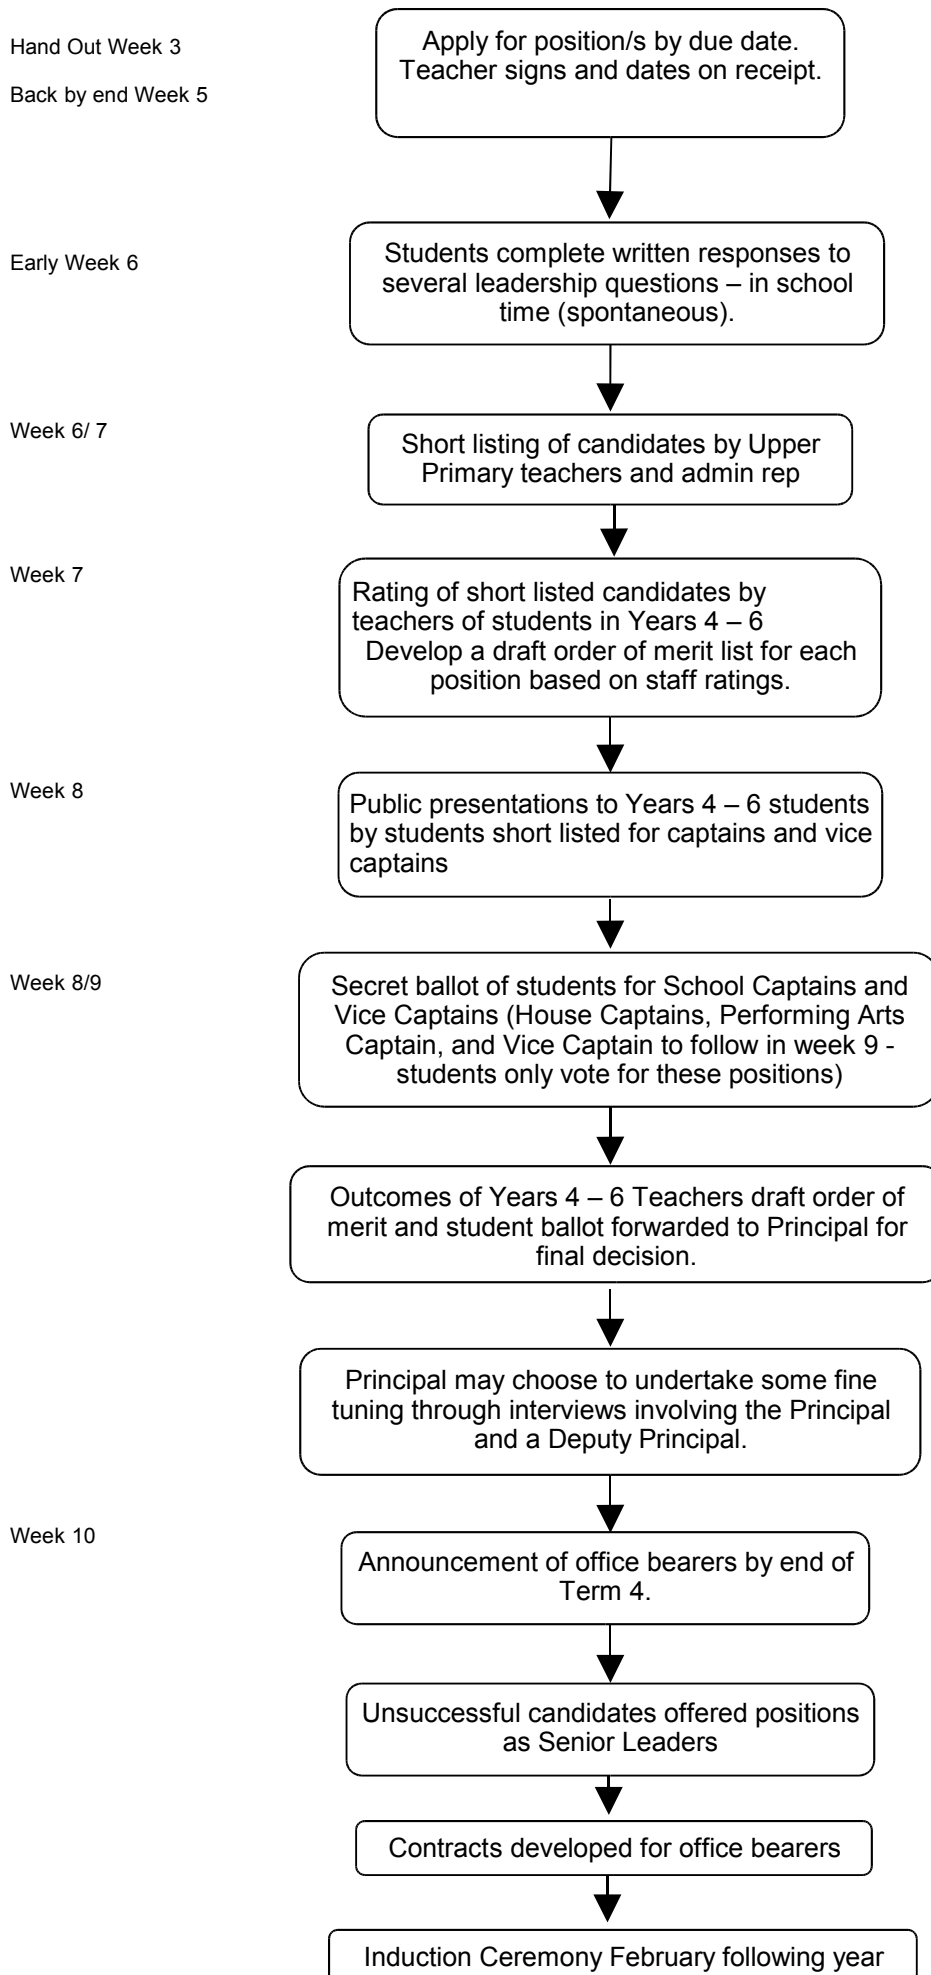 Hand Out Week 3
Back by end Week 5
Apply for position/s by due date.
Teacher signs and dates on receipt.
Early Week 6
Students complete written responses to
several leadership questions – in school
time (spontaneous).
Week 6/ 7
Short listing of candidates by Upper
Primary teachers and admin rep
Week 7
Rating of short listed candidates by
teachers of students in Years 4 – 6
Develop a draft order of merit list for each
position based on staff ratings.
Week 8
Public presentations to Years 4 – 6 students
by students short listed for captains and vice
captains
Week 8/9
Secret ballot of students for School Captains and
Vice Captains (House Captains, Performing Arts
Captain, and Vice Captain to follow in week 9 -
students only vote for these positions)
Outcomes of Years 4 – 6 Teachers draft order of
merit and student ballot forwarded to Principal for
final decision.
Principal may choose to undertake some fine
tuning through interviews involving the Principal
and a Deputy Principal.
Week 10
Announcement of office bearers by end of
Term 4.
Unsuccessful candidates offered positions
as Senior Leaders
Contracts developed for office bearers
Induction Ceremony February following year